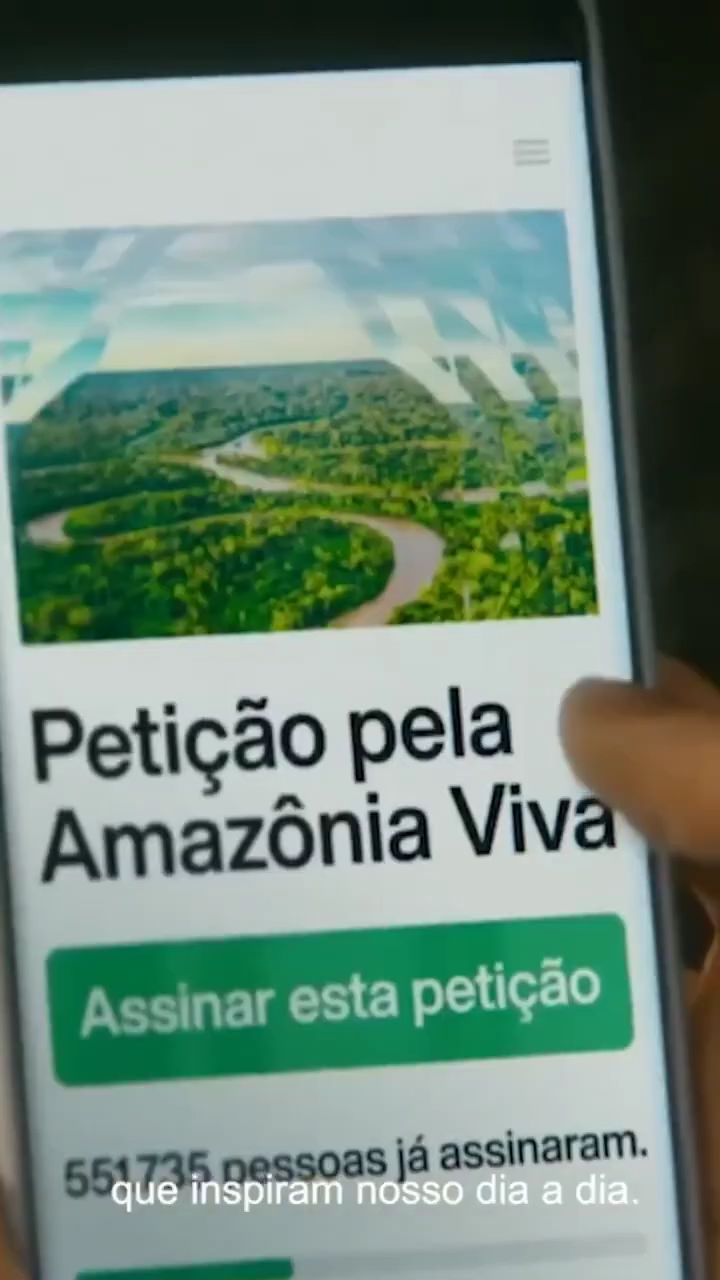 Petição pela
Amazônia Viva
Assinar esta petição
551735 pessoas já assinaram.
que inspiram nosso dia a dia.